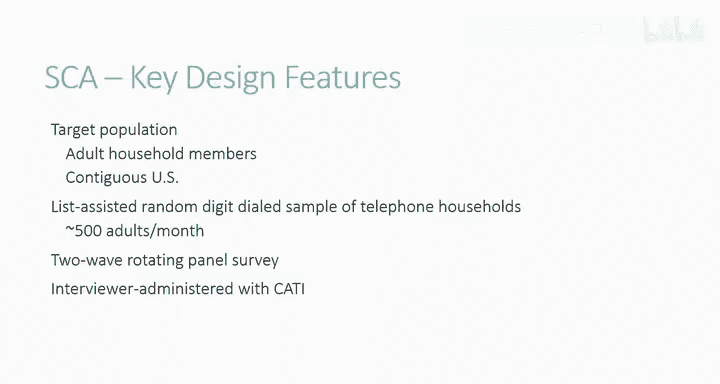 SCA – Key Design Features
Target population
Adult household members
Contiguous U.S.
List-assisted random digit dialed sample of telephone households
~500 adults/month
Two-wave rotating panel survey
Interviewer-administered with CATI